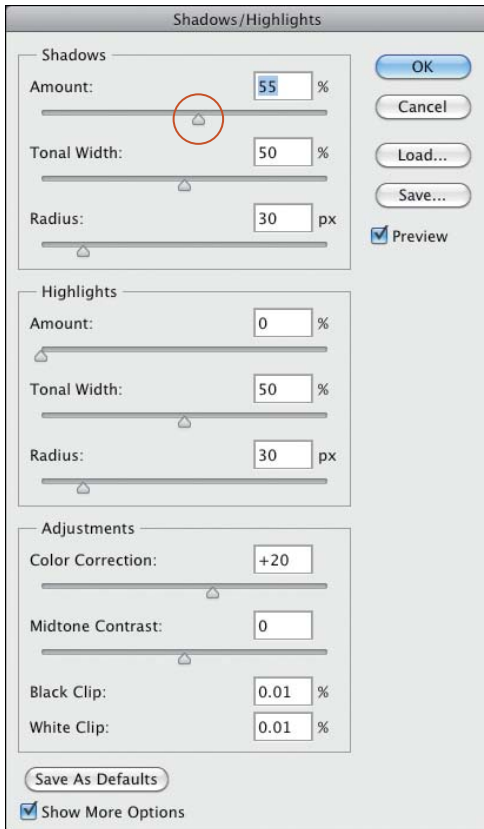 Shadows/Highlights
Shadows
Amount: 55 %
Tonal Width: 50 %
Radius: 30 px
Highlights
Amount: 0 %
Tonal Width: 50 %
Radius: 30 px
Adjustments
Color Correction: +20
Midtone Contrast: 0
Black Clip: 0.01 %
White Clip: 0.01 %
Save As Defaults
Show More Options
OK
Cancel
Load...
Save...
Preview